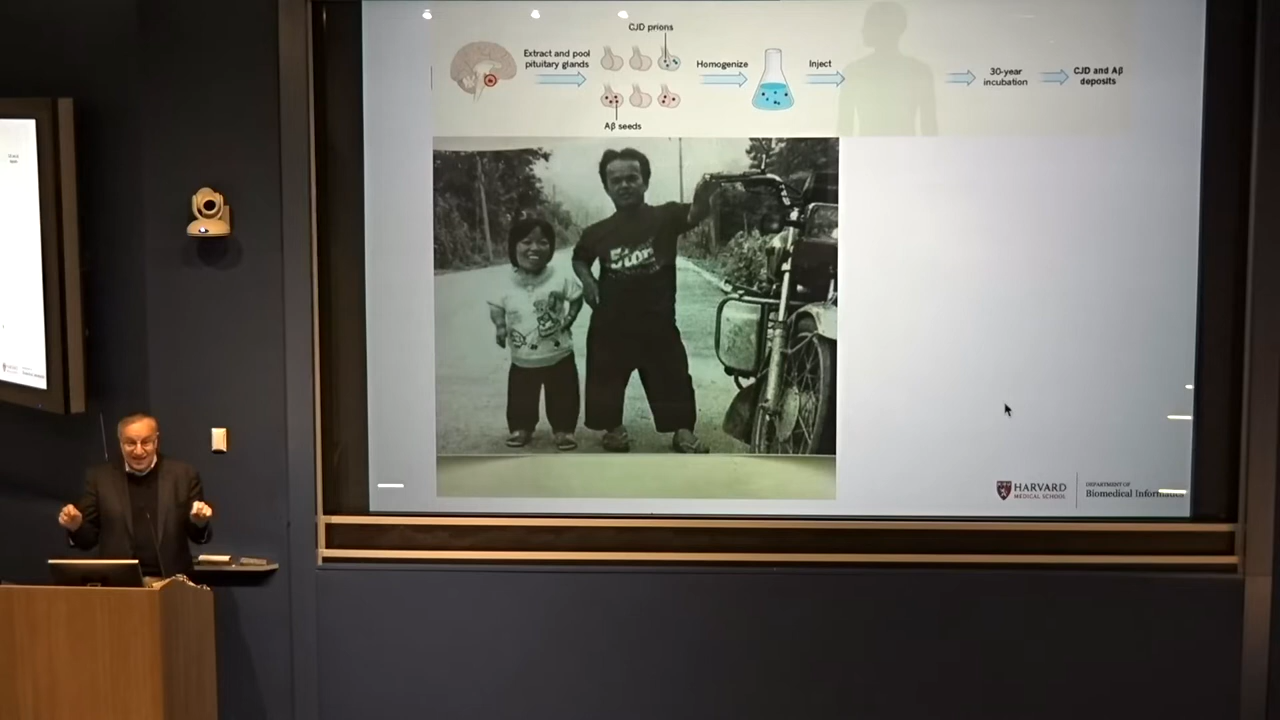 CJD prions
Extract and pool
pituitary glands
Homogenize
Inject
30-year
incubation
CJD and Aβ
deposits
Aβ seeds
HARVARD
MEDICAL SCHOOL
DEPARTMENT OF
Biomedical Informatics